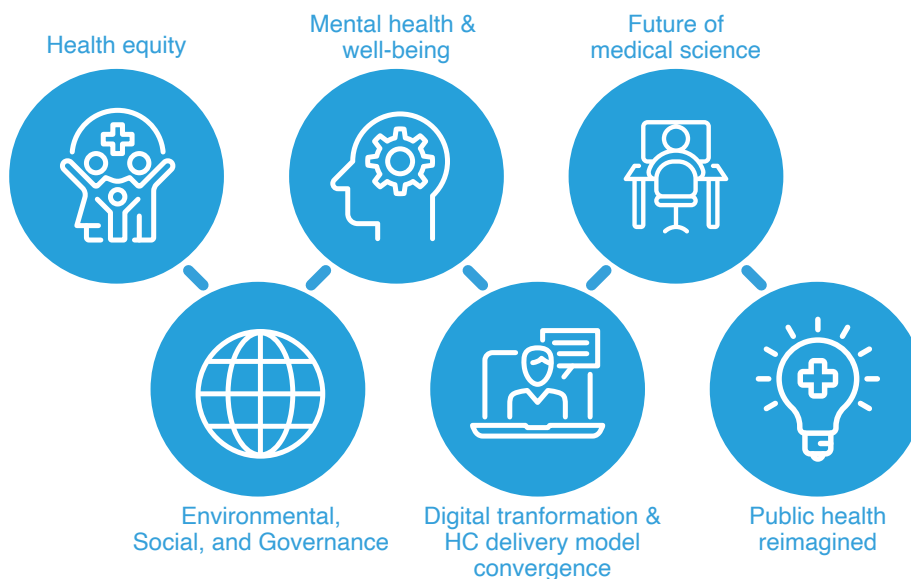 Health equity
Mental health &
well-being
Future of
medical science
Environmental,
Social, and Governance
Digital tranformation &
HC delivery model
convergence
Public health
reimagined